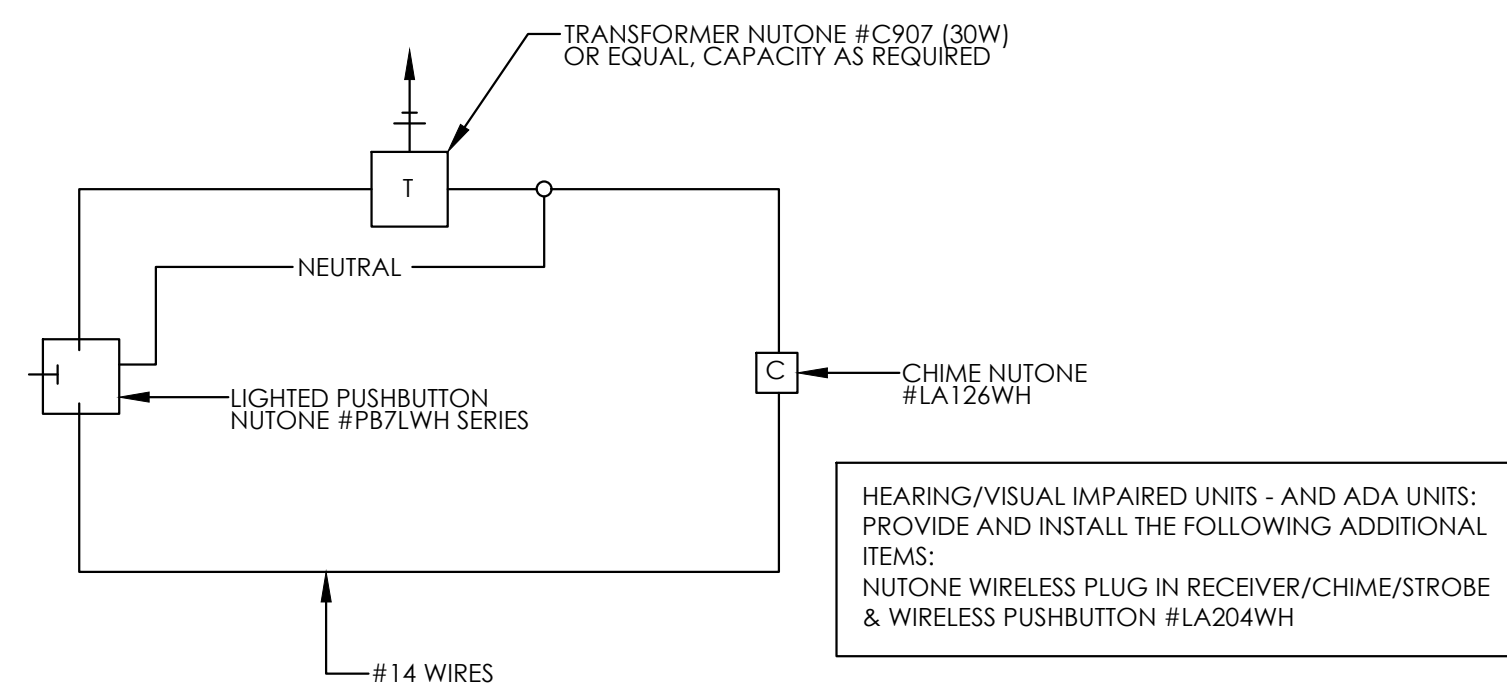 TRANSFORMER NUTONE #C907 (30W)
OR EQUAL, CAPACITY AS REQUIRED
T
NEUTRAL
C
CHIME NUTONE
#LA126WH
LIGHTED PUSHBUTTON
NUTONE #PB7LWH SERIES
HEARING/VISUAL IMPAIRED UNITS - AND ADA UNITS:
PROVIDE AND INSTALL THE FOLLOWING ADDITIONAL
ITEMS:
NUTONE WIRELESS PLUG IN RECEIVER/CHIME/STROBE
& WIRELESS PUSHBUTTON #LA204WH
#14 WIRES